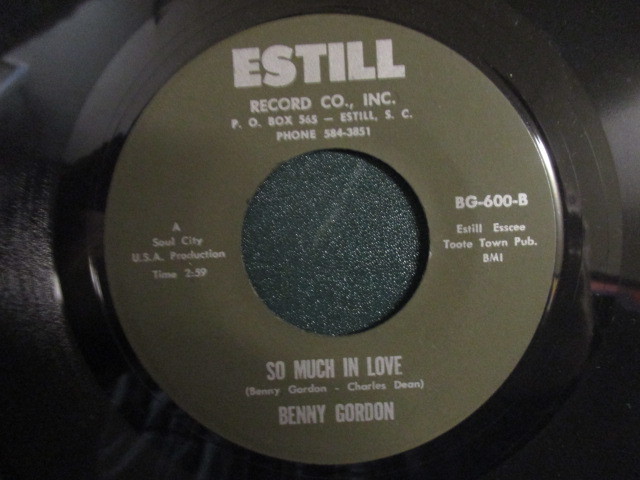 ESTILL
RECORD CO., INC.
P. O. BOX 565 — ESTILL, S. C.
PHONE 584-3851
BG-600-B
A
Soul City
U.S.A. Production
Time 2:59
Estill Esscee
Toote Town Pub.
BMI
SO MUCH IN LOVE
(Benny Gordon - Charles Dean)
BENNY GORDON